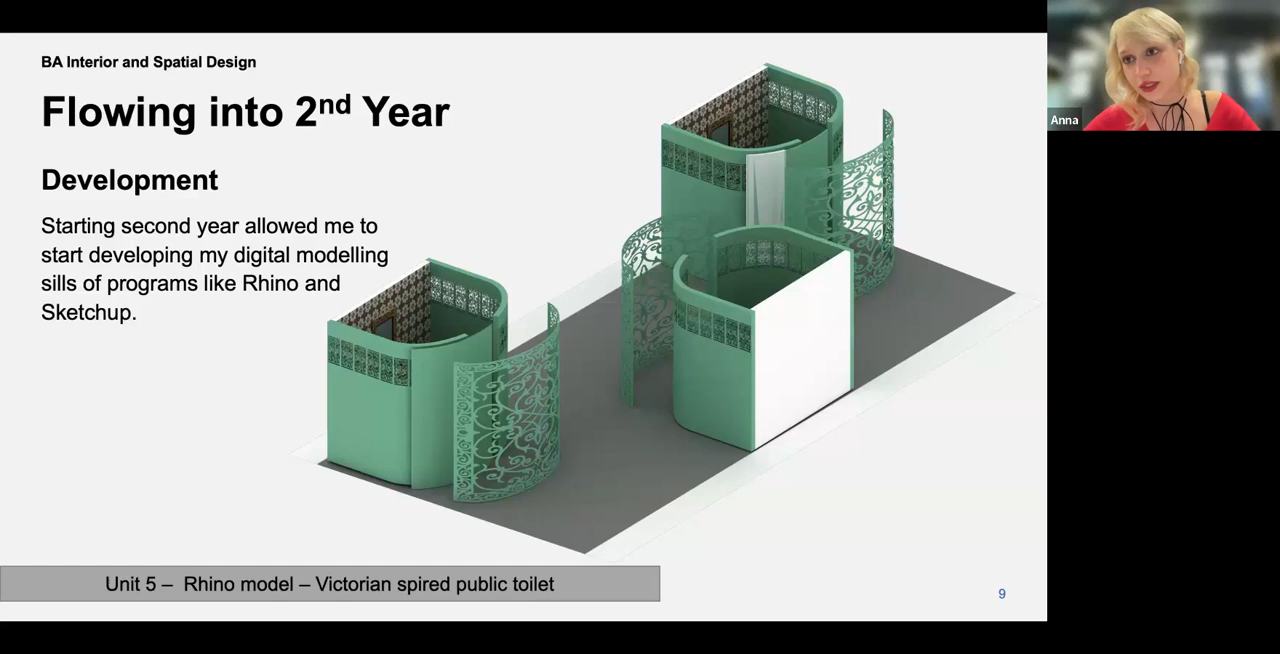 BA Interior and Spatial Design
Flowing into 2nd Year
Development
Starting second year allowed me to
start developing my digital modelling
sills of programs like Rhino and
Sketchup.
Unit 5 – Rhino model – Victorian spired public toilet
9
Anna